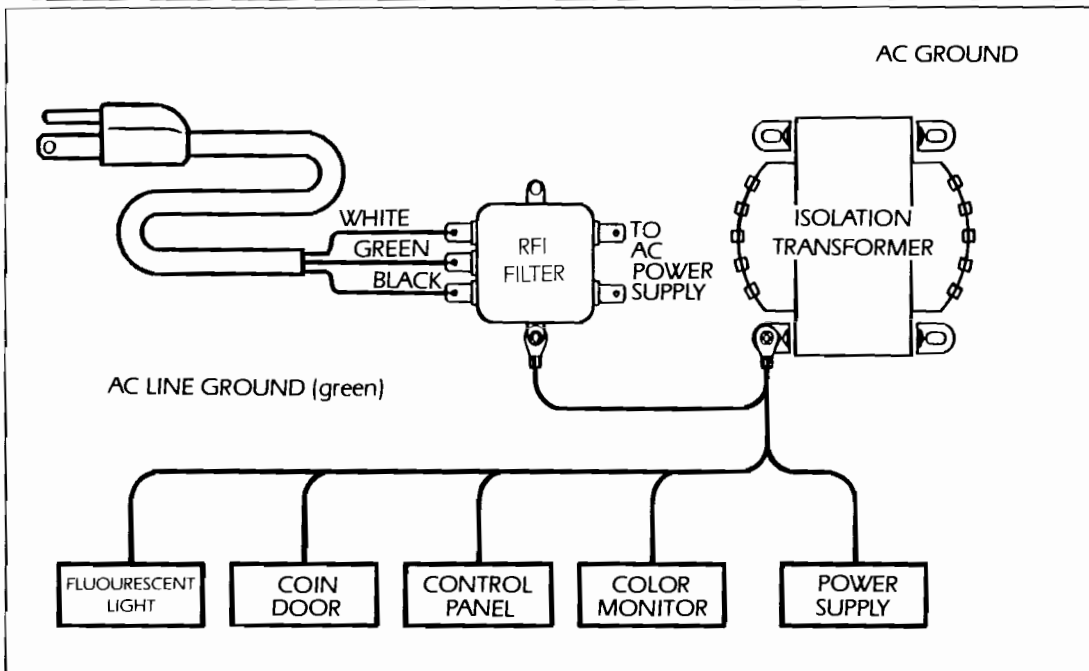 AC GROUND
WHITE
GREEN
BLACK
RFI
FILTER
TO
AC
POWER
SUPPLY
ISOLATION
TRANSFORMER
AC LINE GROUND (green)
FLUOURESCENT
LIGHT
COIN
DOOR
CONTROL
PANEL
COLOR
MONITOR
POWER
SUPPLY